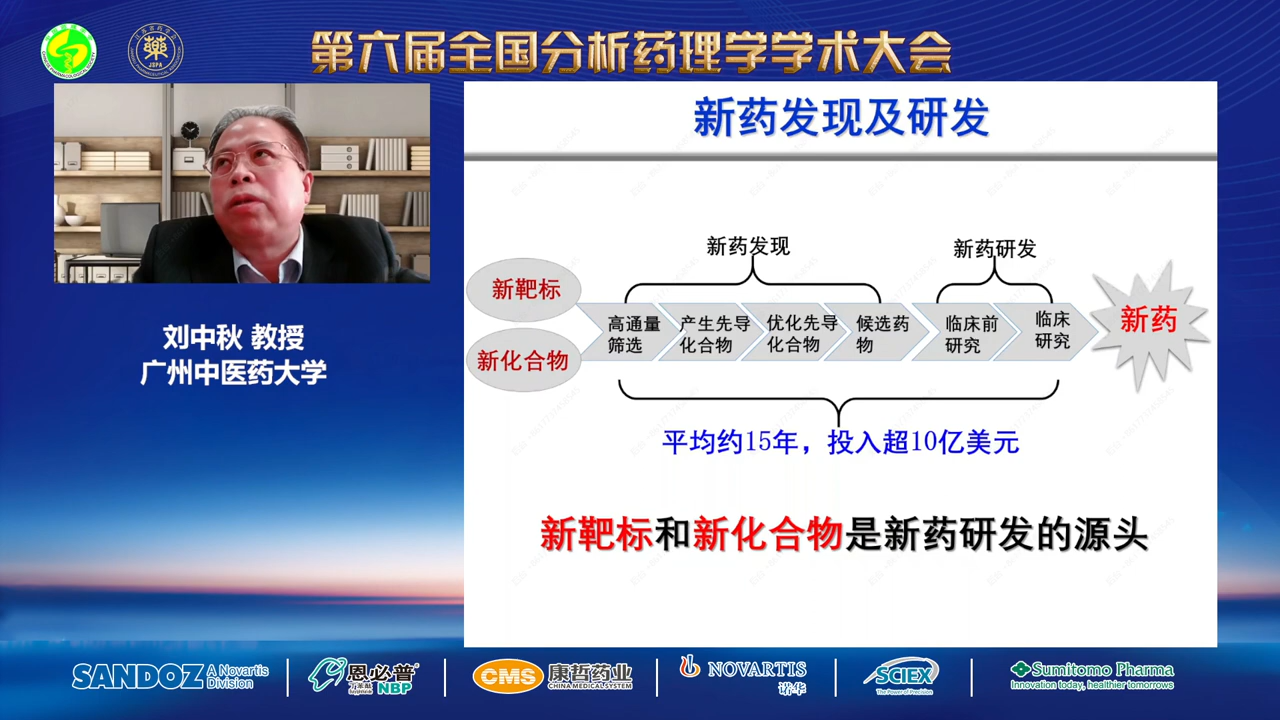 第六届全国分析药理学学术大会
JSPA
新药发现及研发
新药发现
新药研发
新靶标
新化合物
高通量
筛选
产生先导
化合物
优化先导
化合物
候选药
物
临床前
研究
临床
研究
新药
平均约15年，投入超10亿美元
新靶标和新化合物是新药研发的源头
刘中秋 教授
广州中医药大学
SANDOZ A Novartis
Division
恩必普
NBP
CMS 康哲药业
CHINA MEDICAL SYSTEM
NOVARTIS
诺华
SCIEX
The Power of Precision
Sumitomo Pharma
Innovation today, healthier tomorrows